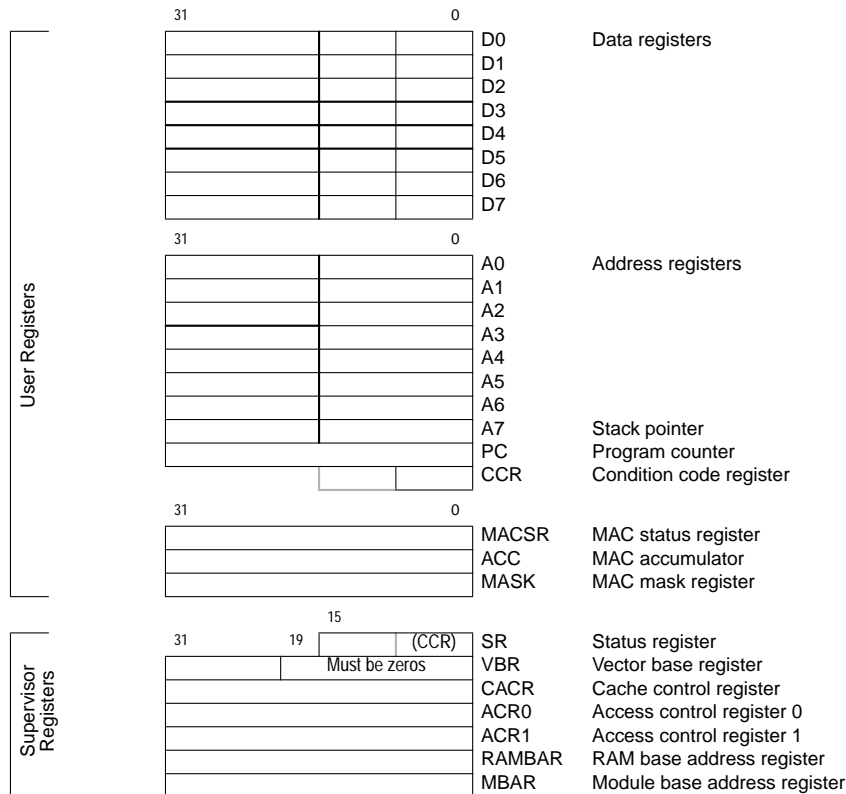 31 0
D0 Data registers
D1
D2
D3
D4
D5
D6
D7
31 0
A0 Address registers
A1
A2
A3
A4
A5
A6
A7 Stack pointer
PC Program counter
CCR Condition code register
User Registers
31 0
MACSR MAC status register
ACC MAC accumulator
MASK MAC mask register
15
31 19 (CCR) SR Status register
Must be zeros VBR Vector base register
CACR Cache control register
ACR0 Access control register 0
ACR1 Access control register 1
RAMBAR RAM base address register
MBAR Module base address register
Supervisor
Registers